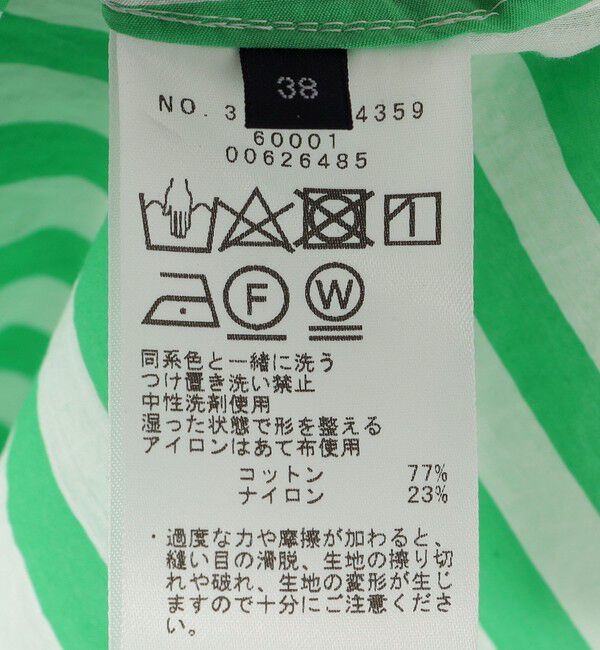 38
NO. 3 4359
60001
00626485
F W
同系色と一緒に洗う
つけ置き洗い禁止
中性洗剤使用
湿った状態で形を整える
アイロンはあて布使用
コットン 77%
ナイロン 23%
・過度な力や摩擦が加わると、
縫い目の滑脱、生地の擦り切
れや破れ、生地の変形が生じ
ますので十分にご注意くださ
い。